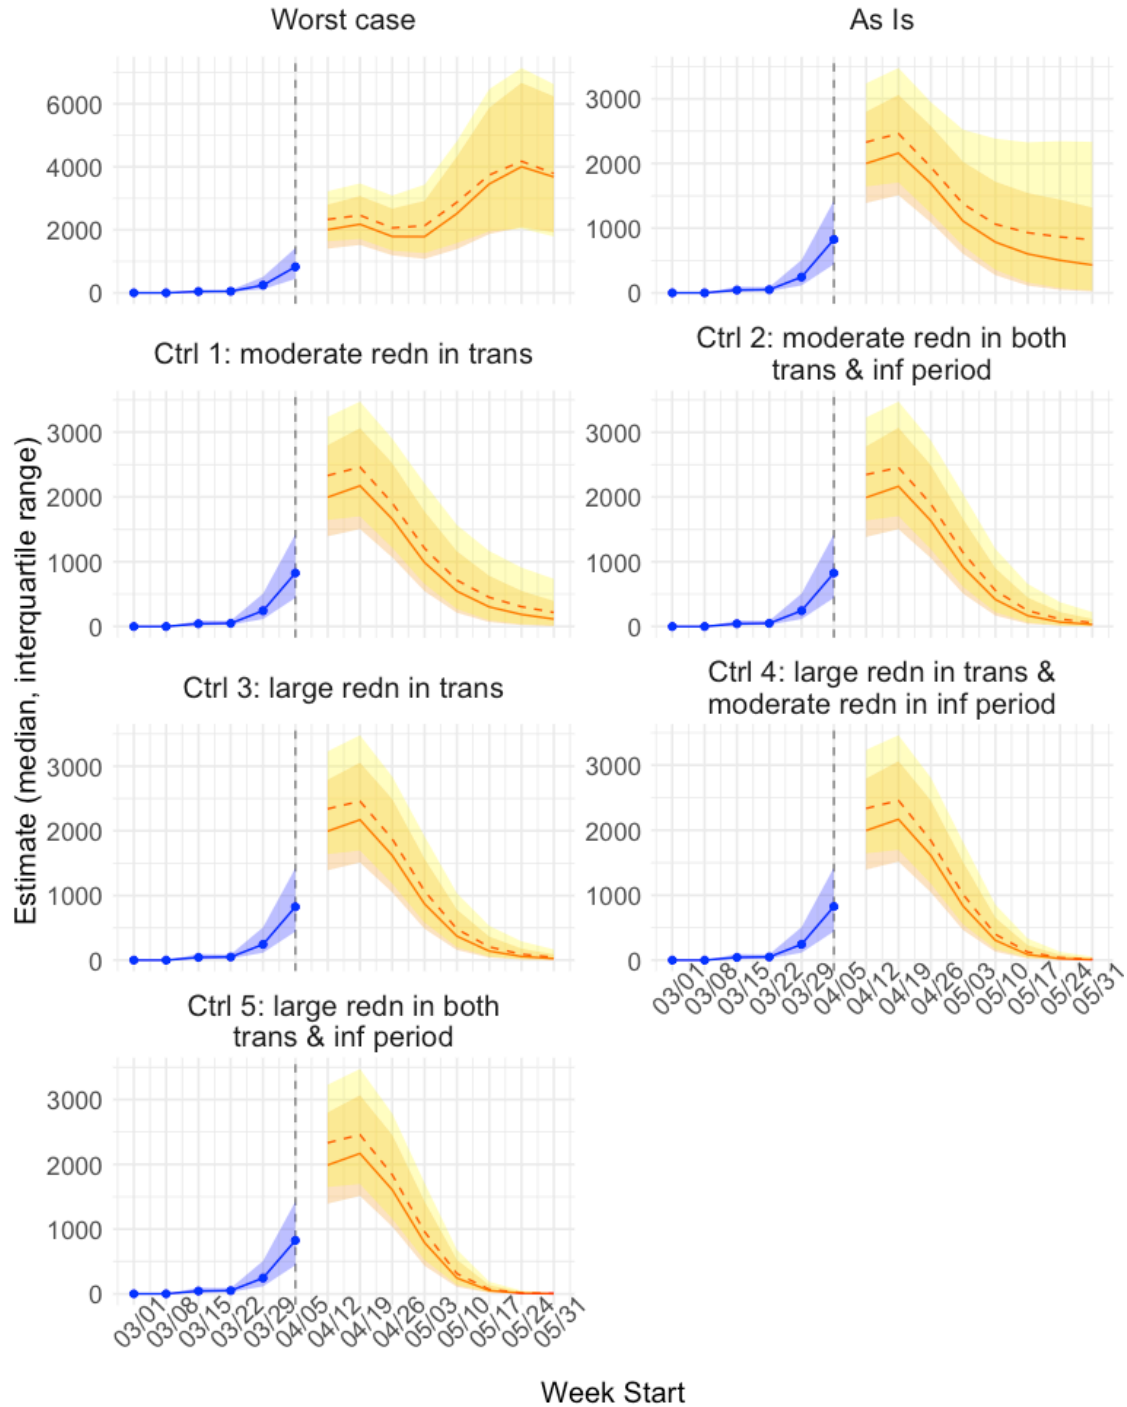 Worst case
As Is
6000
4000
2000
0
3000
2000
1000
0
Ctrl 1: moderate redn in trans
Ctrl 2: moderate redn in both
trans & inf period
3000
2000
1000
0
3000
2000
1000
0
Ctrl 3: large redn in trans
Ctrl 4: large redn in trans &
moderate redn in inf period
3000
2000
1000
0
3000
2000
1000
0
03/01 03/08 03/15 03/22 03/29 04/05 04/12 04/19 04/26 05/03 05/10 05/17 05/24 05/31
Ctrl 5: large redn in both
trans & inf period
3000
2000
1000
0
03/01 03/08 03/15 03/22 03/29 04/05 04/12 04/19 04/26 05/03 05/10 05/17 05/24 05/31
Estimate (median, interquartile range)
Week Start